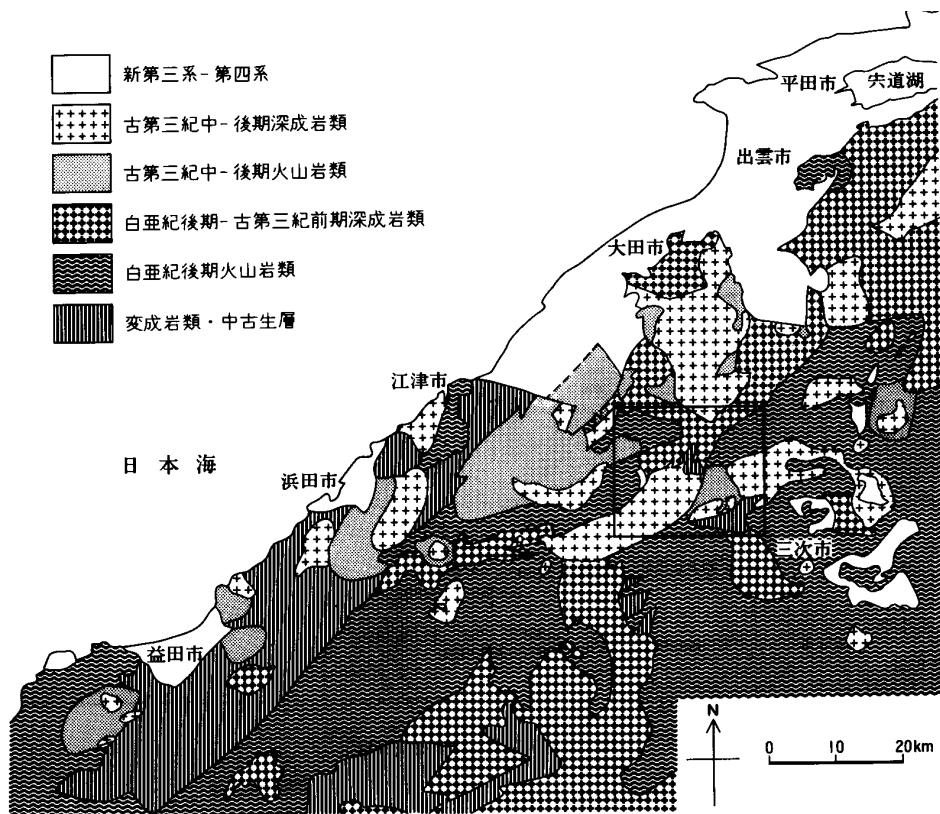 新第三系-第四系
古第三紀中-後期深成岩類
古第三紀中-後期火山岩類
白亜紀後期-古第三紀前期深成岩類
白亜紀後期火山岩類
変成岩類・中古生層
平田市
宍道湖
出雲市
大田市
江津市
日本海
浜田市
三次市
益田市
N
0 10 20km